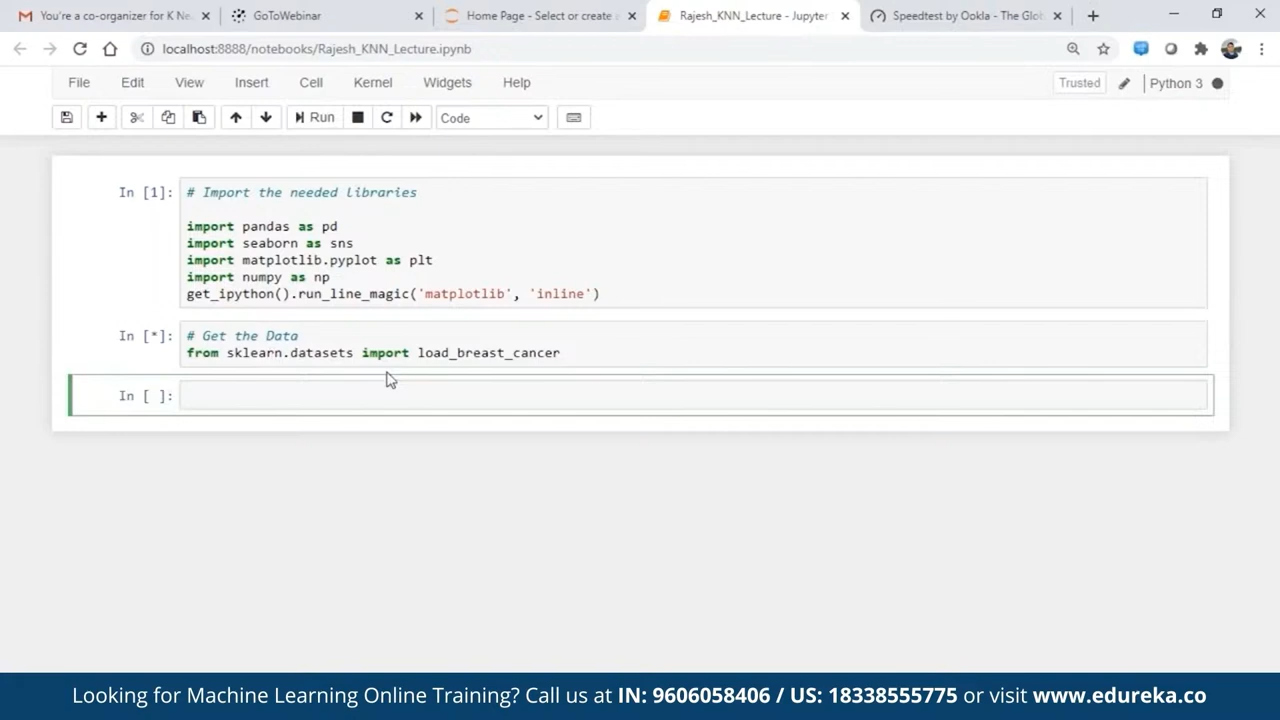 You're a co-organizer for K Ne
GoToWebinar
Home Page - Select or create a
Rajesh_KNN_Lecture - Jupyter
Speedtest by Ookla - The Glob
localhost:8888/notebooks/Rajesh_KNN_Lecture.ipynb
File Edit View Insert Cell Kernel Widgets Help
Trusted
Python 3
Run
Code
In [1]: # Import the needed libraries
import pandas as pd
import seaborn as sns
import matplotlib.pyplot as plt
import numpy as np
get_ipython().run_line_magic('matplotlib', 'inline')
In [*]: # Get the Data
from sklearn.datasets import load_breast_cancer
In [ ]:
Looking for Machine Learning Online Training? Call us at IN: 9606058406 / US: 18338555775 or visit www.edureka.co